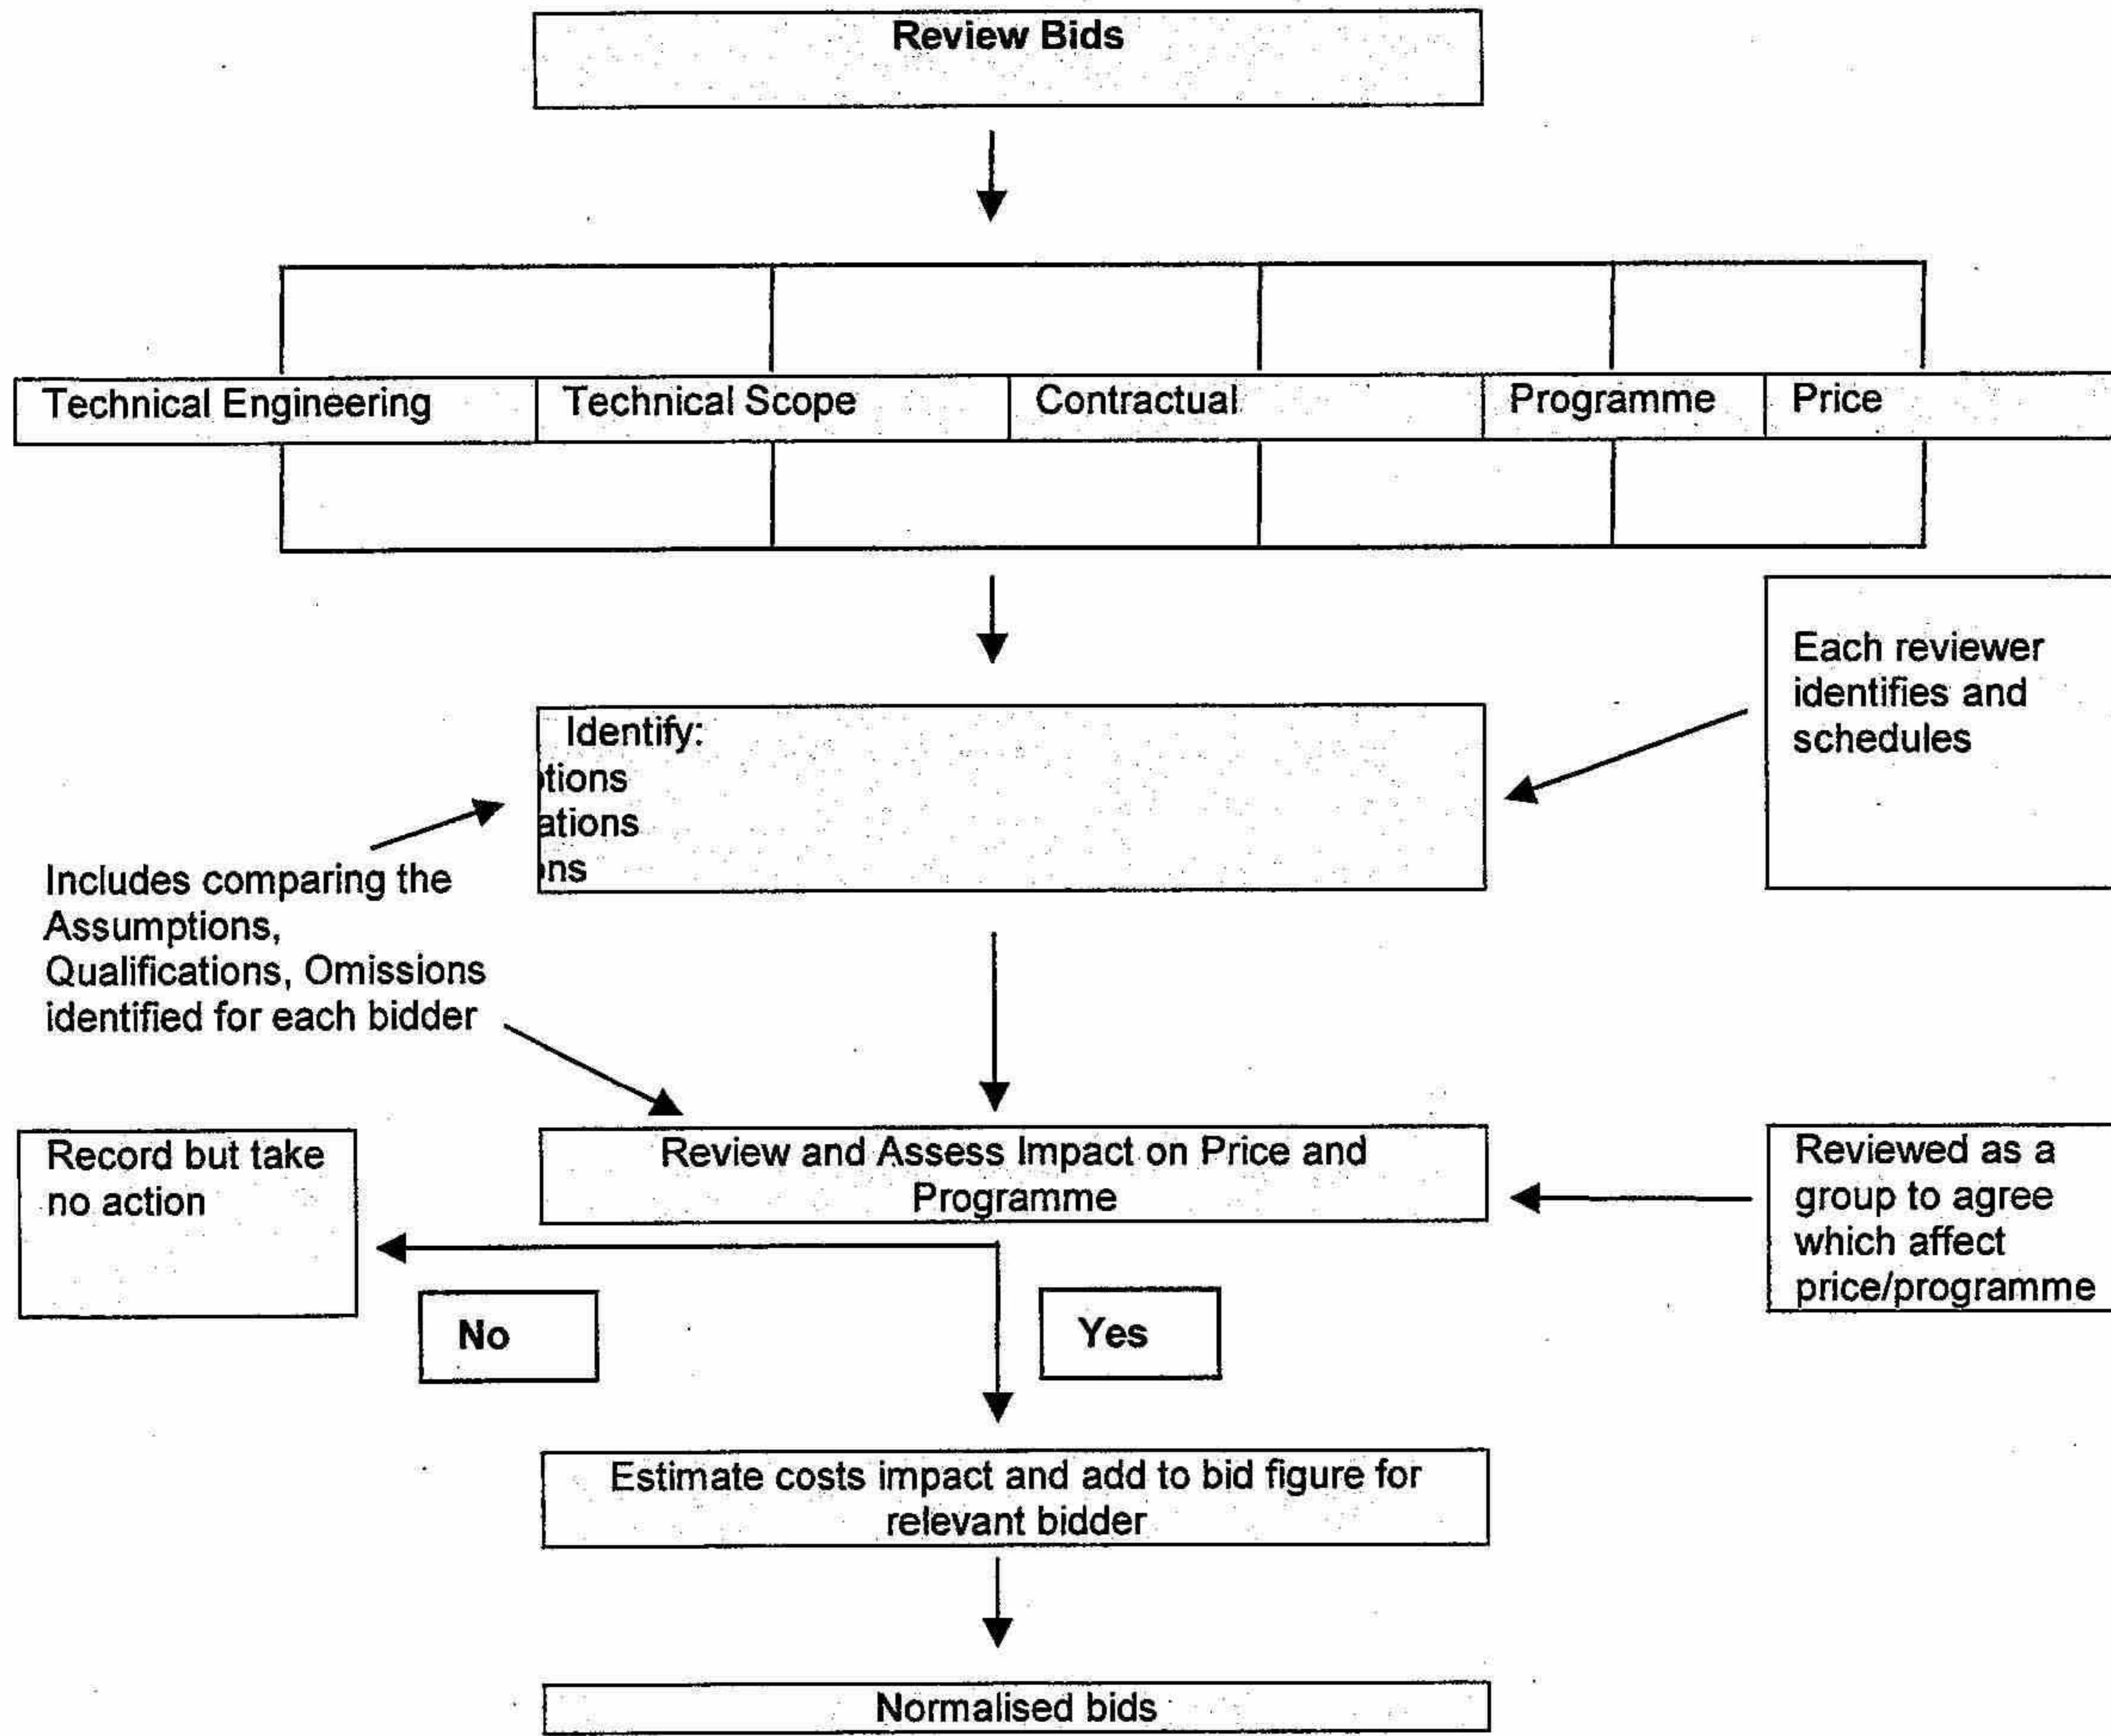 Review Bids
Technical Engineering
Technical Scope
Contractual
Programme
Price
Each reviewer
identifies and
schedules
Identify:
tions
ations
ns
Includes comparing the
Assumptions,
Qualifications, Omissions
identified for each bidder
Record but take
no action
Review and Assess Impact on Price and
Programme
Reviewed as a
group to agree
which affect
price/programme
No
Yes
Estimate costs impact and add to bid figure for
relevant bidder
Normalised bids